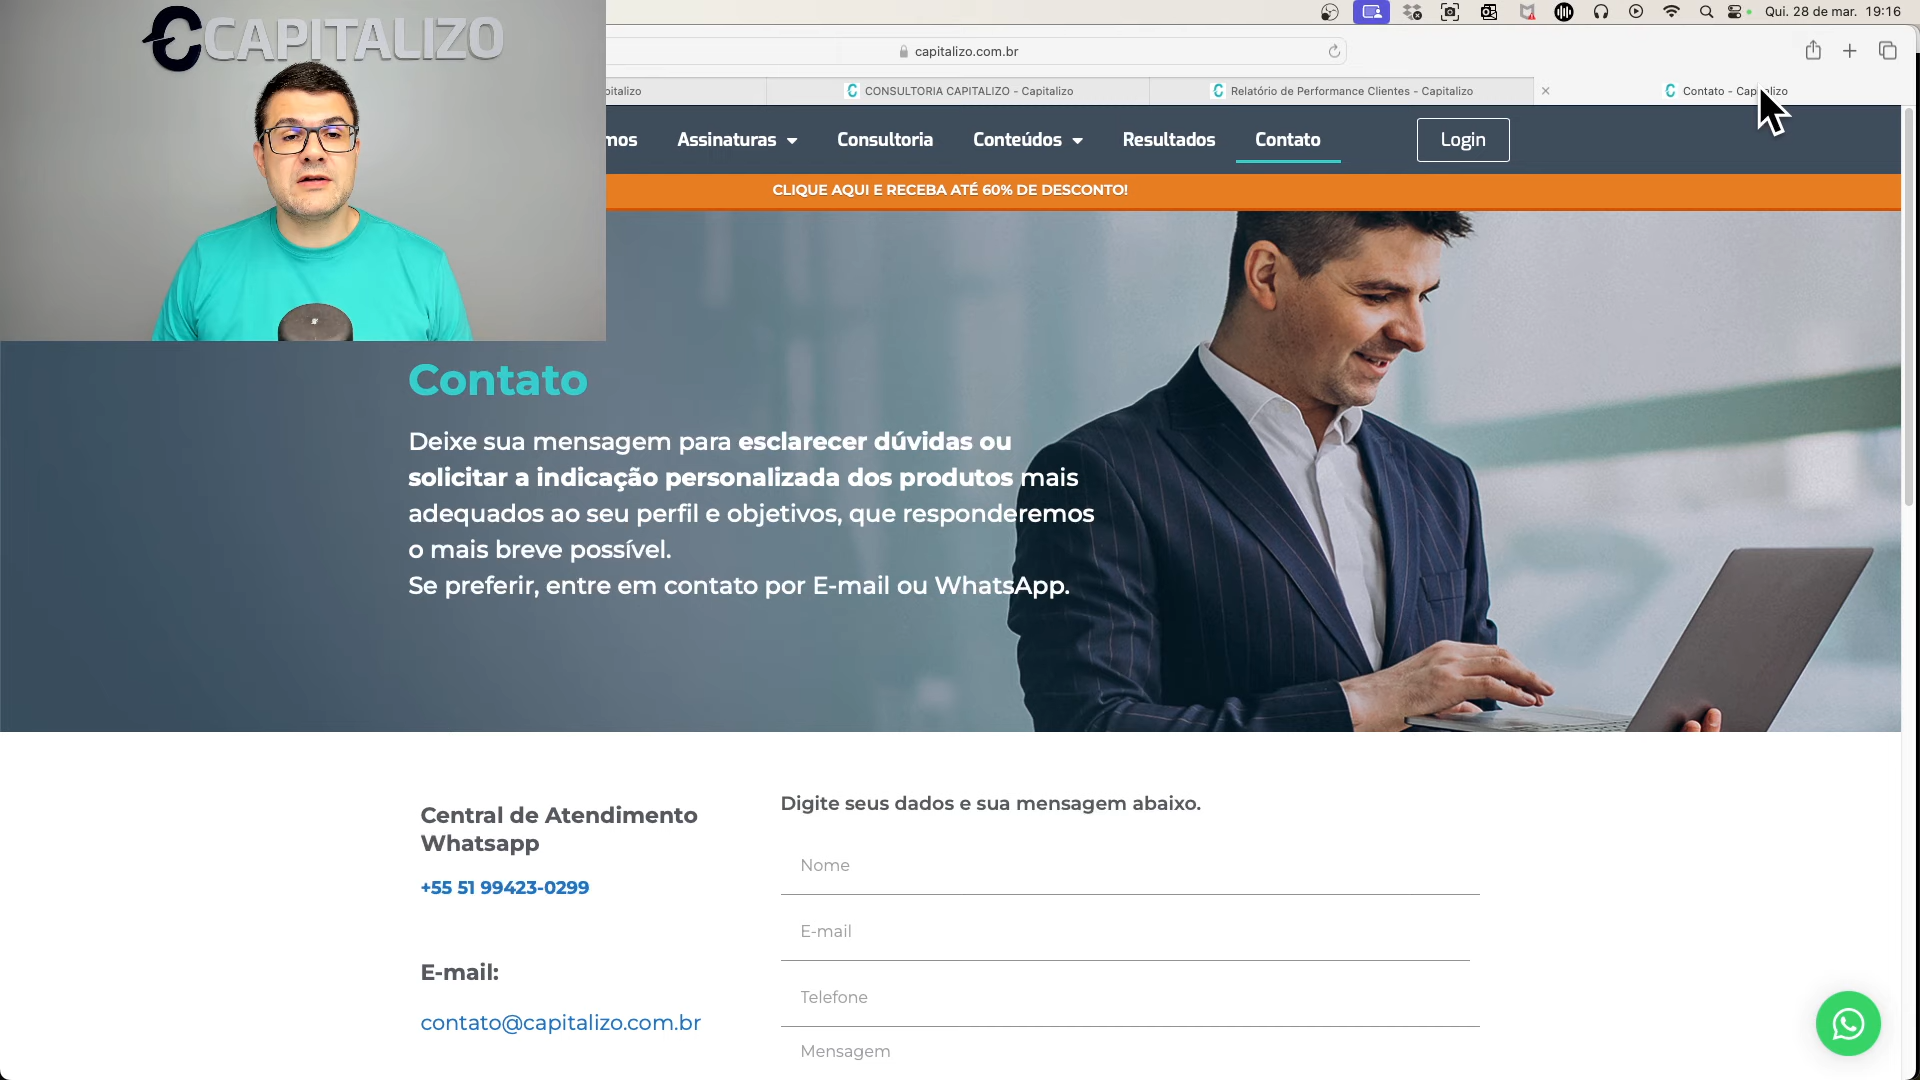 CAPITALIZO
Qui. 28 de mar. 19:16
capitalizo.com.br
italizo
CONSULTORIA CAPITALIZO - Capitalizo
Relatório de Performance Clientes - Capitalizo
Contato - Capitalizo
mos
Assinaturas
Consultoria
Conteúdos
Resultados
Contato
Login
CLIQUE AQUI E RECEBA ATÉ 60% DE DESCONTO!
Contato
Deixe sua mensagem para esclarecer dúvidas ou
solicitar a indicação personalizada dos produtos mais
adequados ao seu perfil e objetivos, que responderemos
o mais breve possível.
Se preferir, entre em contato por E-mail ou WhatsApp.
Central de Atendimento
Whatsapp
+55 51 99423-0299
E-mail:
contato@capitalizo.com.br
Digite seus dados e sua mensagem abaixo.
Nome
E-mail
Telefone
Mensagem